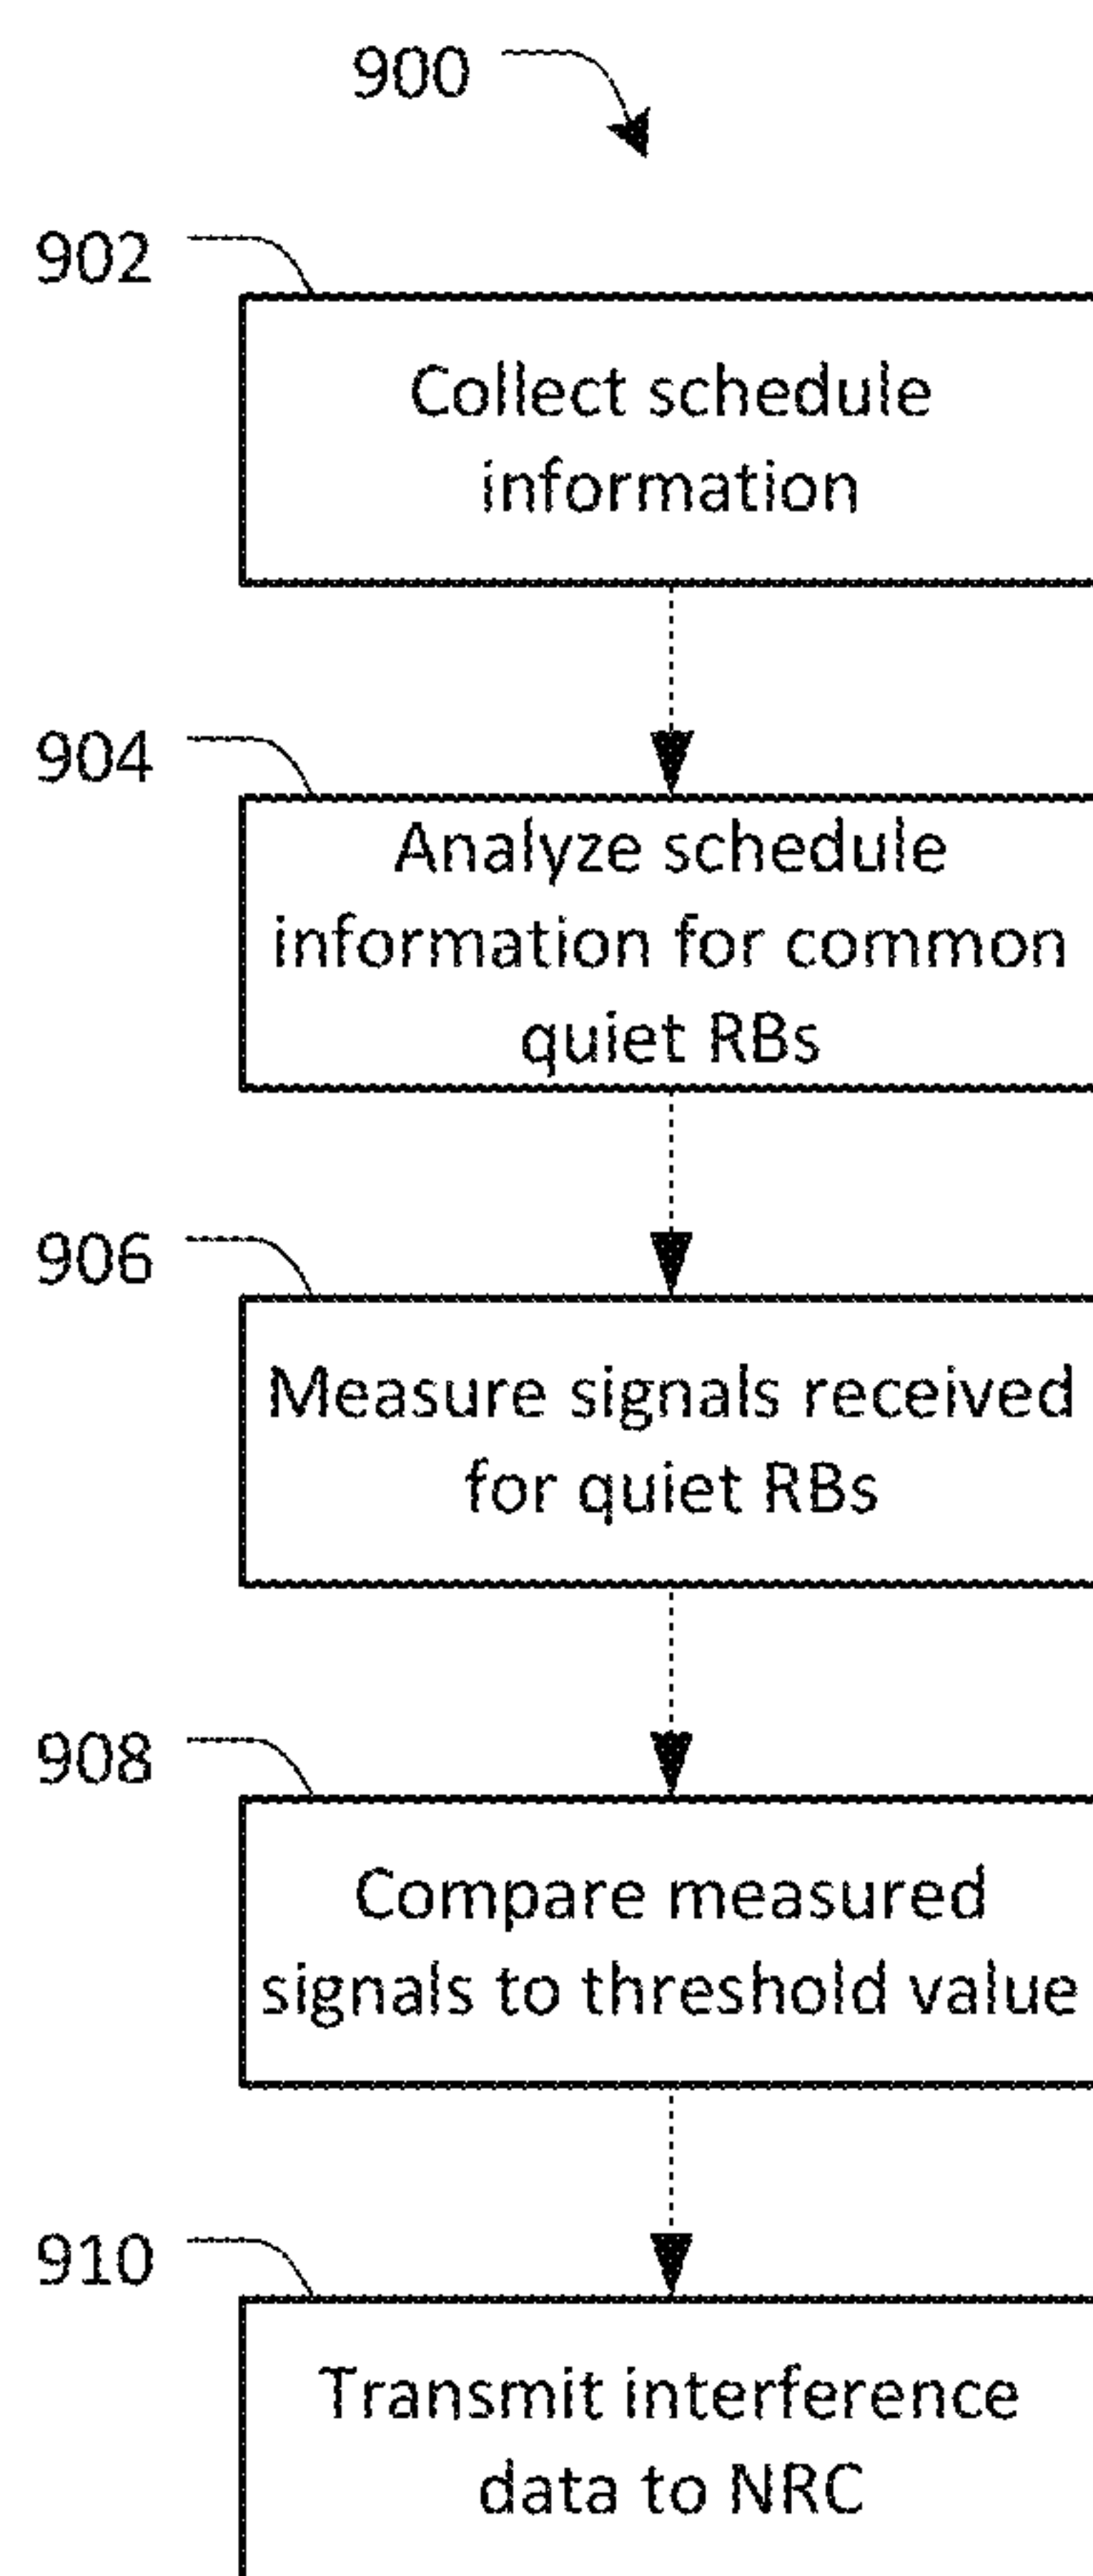 900
902
Collect schedule
information
904
Analyze schedule
information for common
quiet RBs
906
Measure signals received
for quiet RBs
908
Compare measured
signals to threshold value
910
Transmit interference
data to NRC